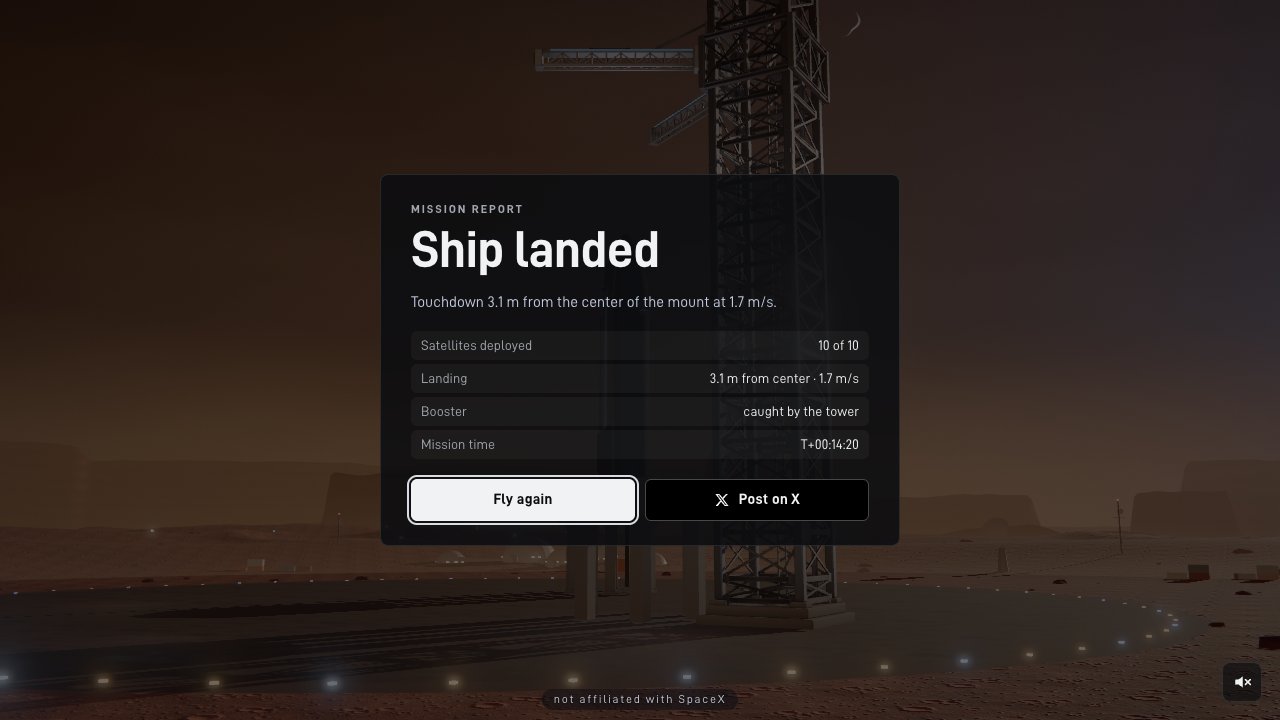 MISSION REPORT
Ship landed
Touchdown 3.1 m from the center of the mount at 1.7 m/s.
Satellites deployed 10 of 10
Landing 3.1 m from center · 1.7 m/s
Booster caught by the tower
Mission time T+00:14:20
Fly again Post on X
not affiliated with SpaceX